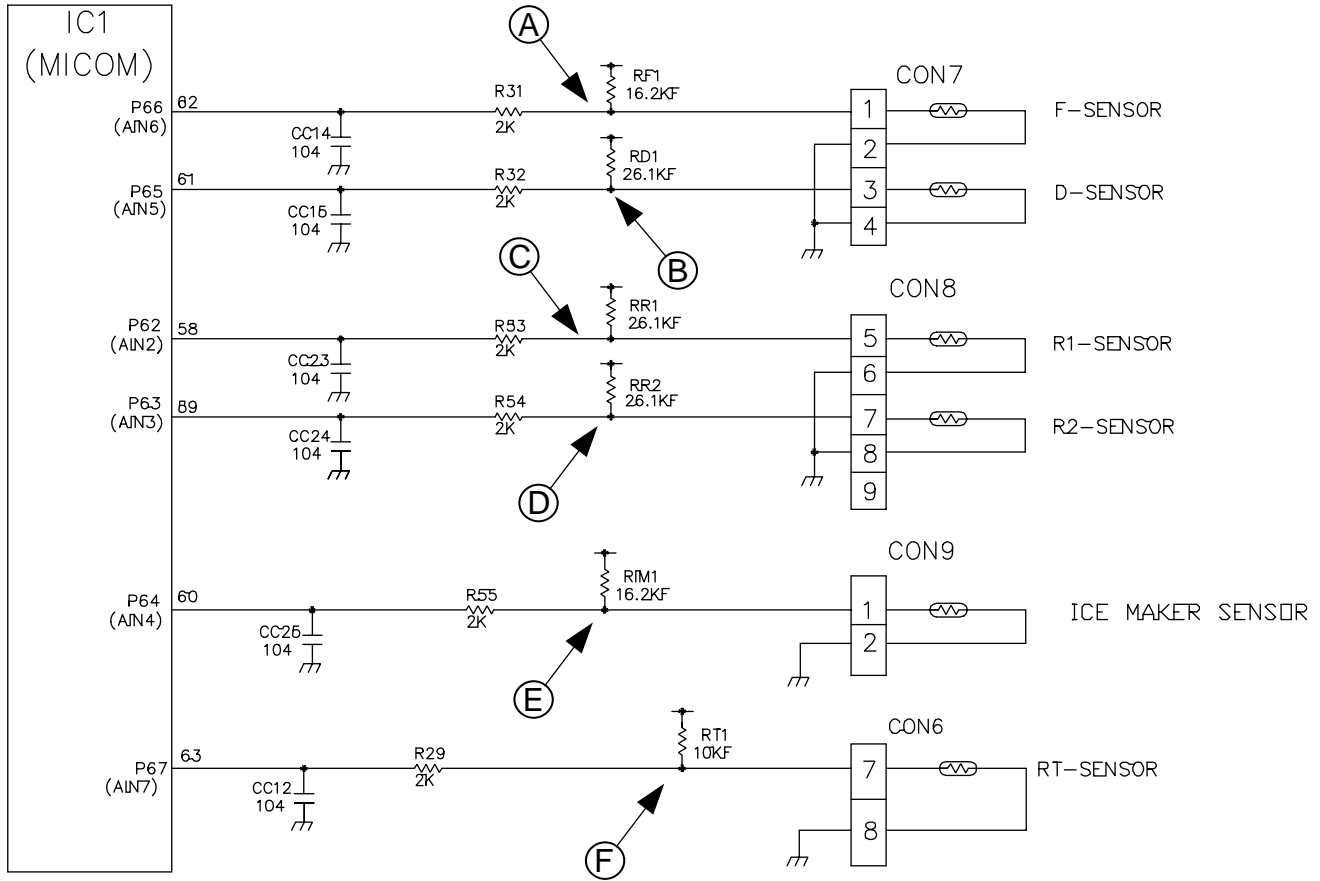 IC1
(MICOM)
A
RF1
16.2KF
CON7
P66
(AIN6)
62
CC14
104
R31
2K
1
F-SENSOR
2
RD1
26.1KF
P65
(AIN5)
61
CC15
104
R32
2K
3
D-SENSOR
4
B
C
CON8
RR1
26.1KF
P62
(AIN2)
58
CC23
104
R53
2K
5
R1-SENSOR
6
RR2
26.1KF
P63
(AIN3)
59
CC24
104
R54
2K
7
R2-SENSOR
8
9
D
CON9
RIM1
16.2KF
P64
(AIN4)
60
CC25
104
R55
2K
1
ICE MAKER SENSOR
2
E
CON6
RT1
10KF
P67
(AIN7)
63
CC12
104
R29
2K
7
RT-SENSOR
8
F